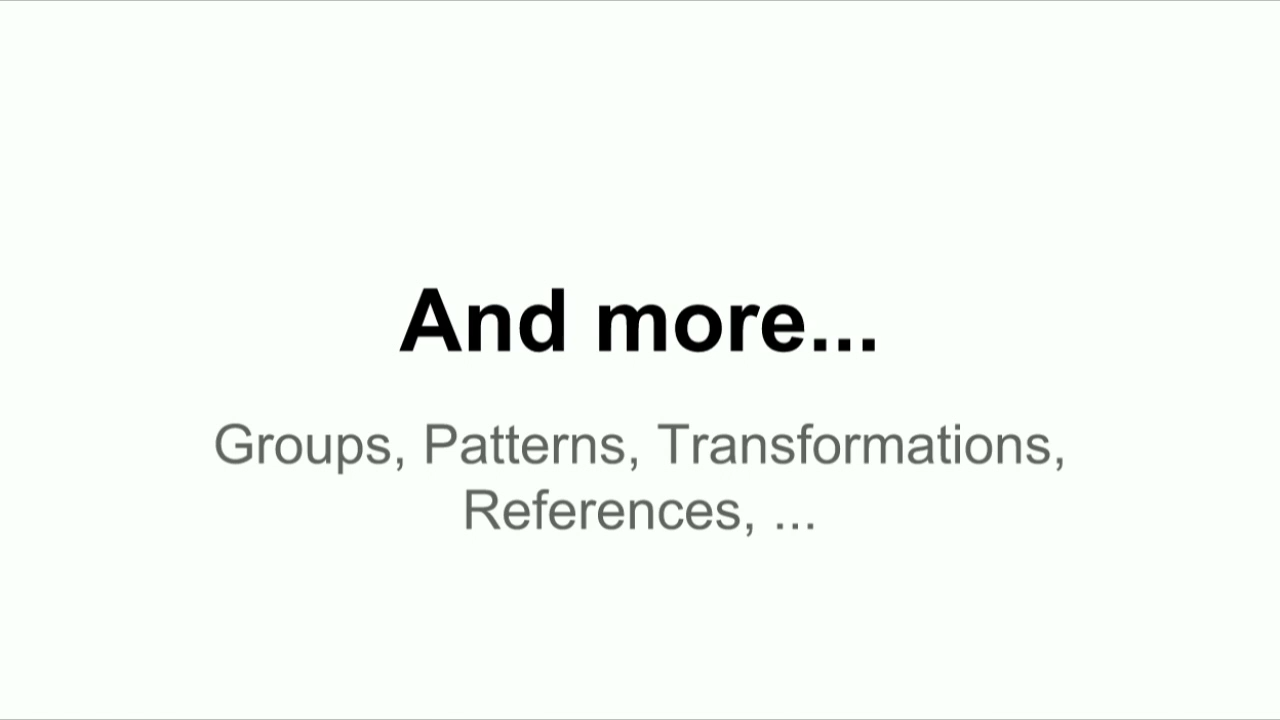 And more...
Groups, Patterns, Transformations,
References, ...